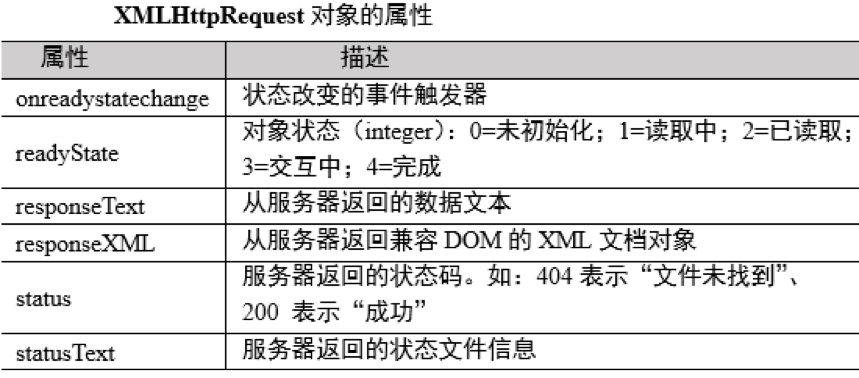 XMLHttpRequest 对象的属性
属性 描述
onreadystatechange 状态改变的事件触发器
readyState 对象状态（integer）：0=未初始化；1=读取中；2=已读取；
3=交互中；4=完成
responseText 从服务器返回的数据文本
responseXML 从服务器返回兼容 DOM 的 XML 文档对象
status 服务器返回的状态码。如：404 表示“文件未找到”、
200 表示“成功”
statusText 服务器返回的状态文件信息